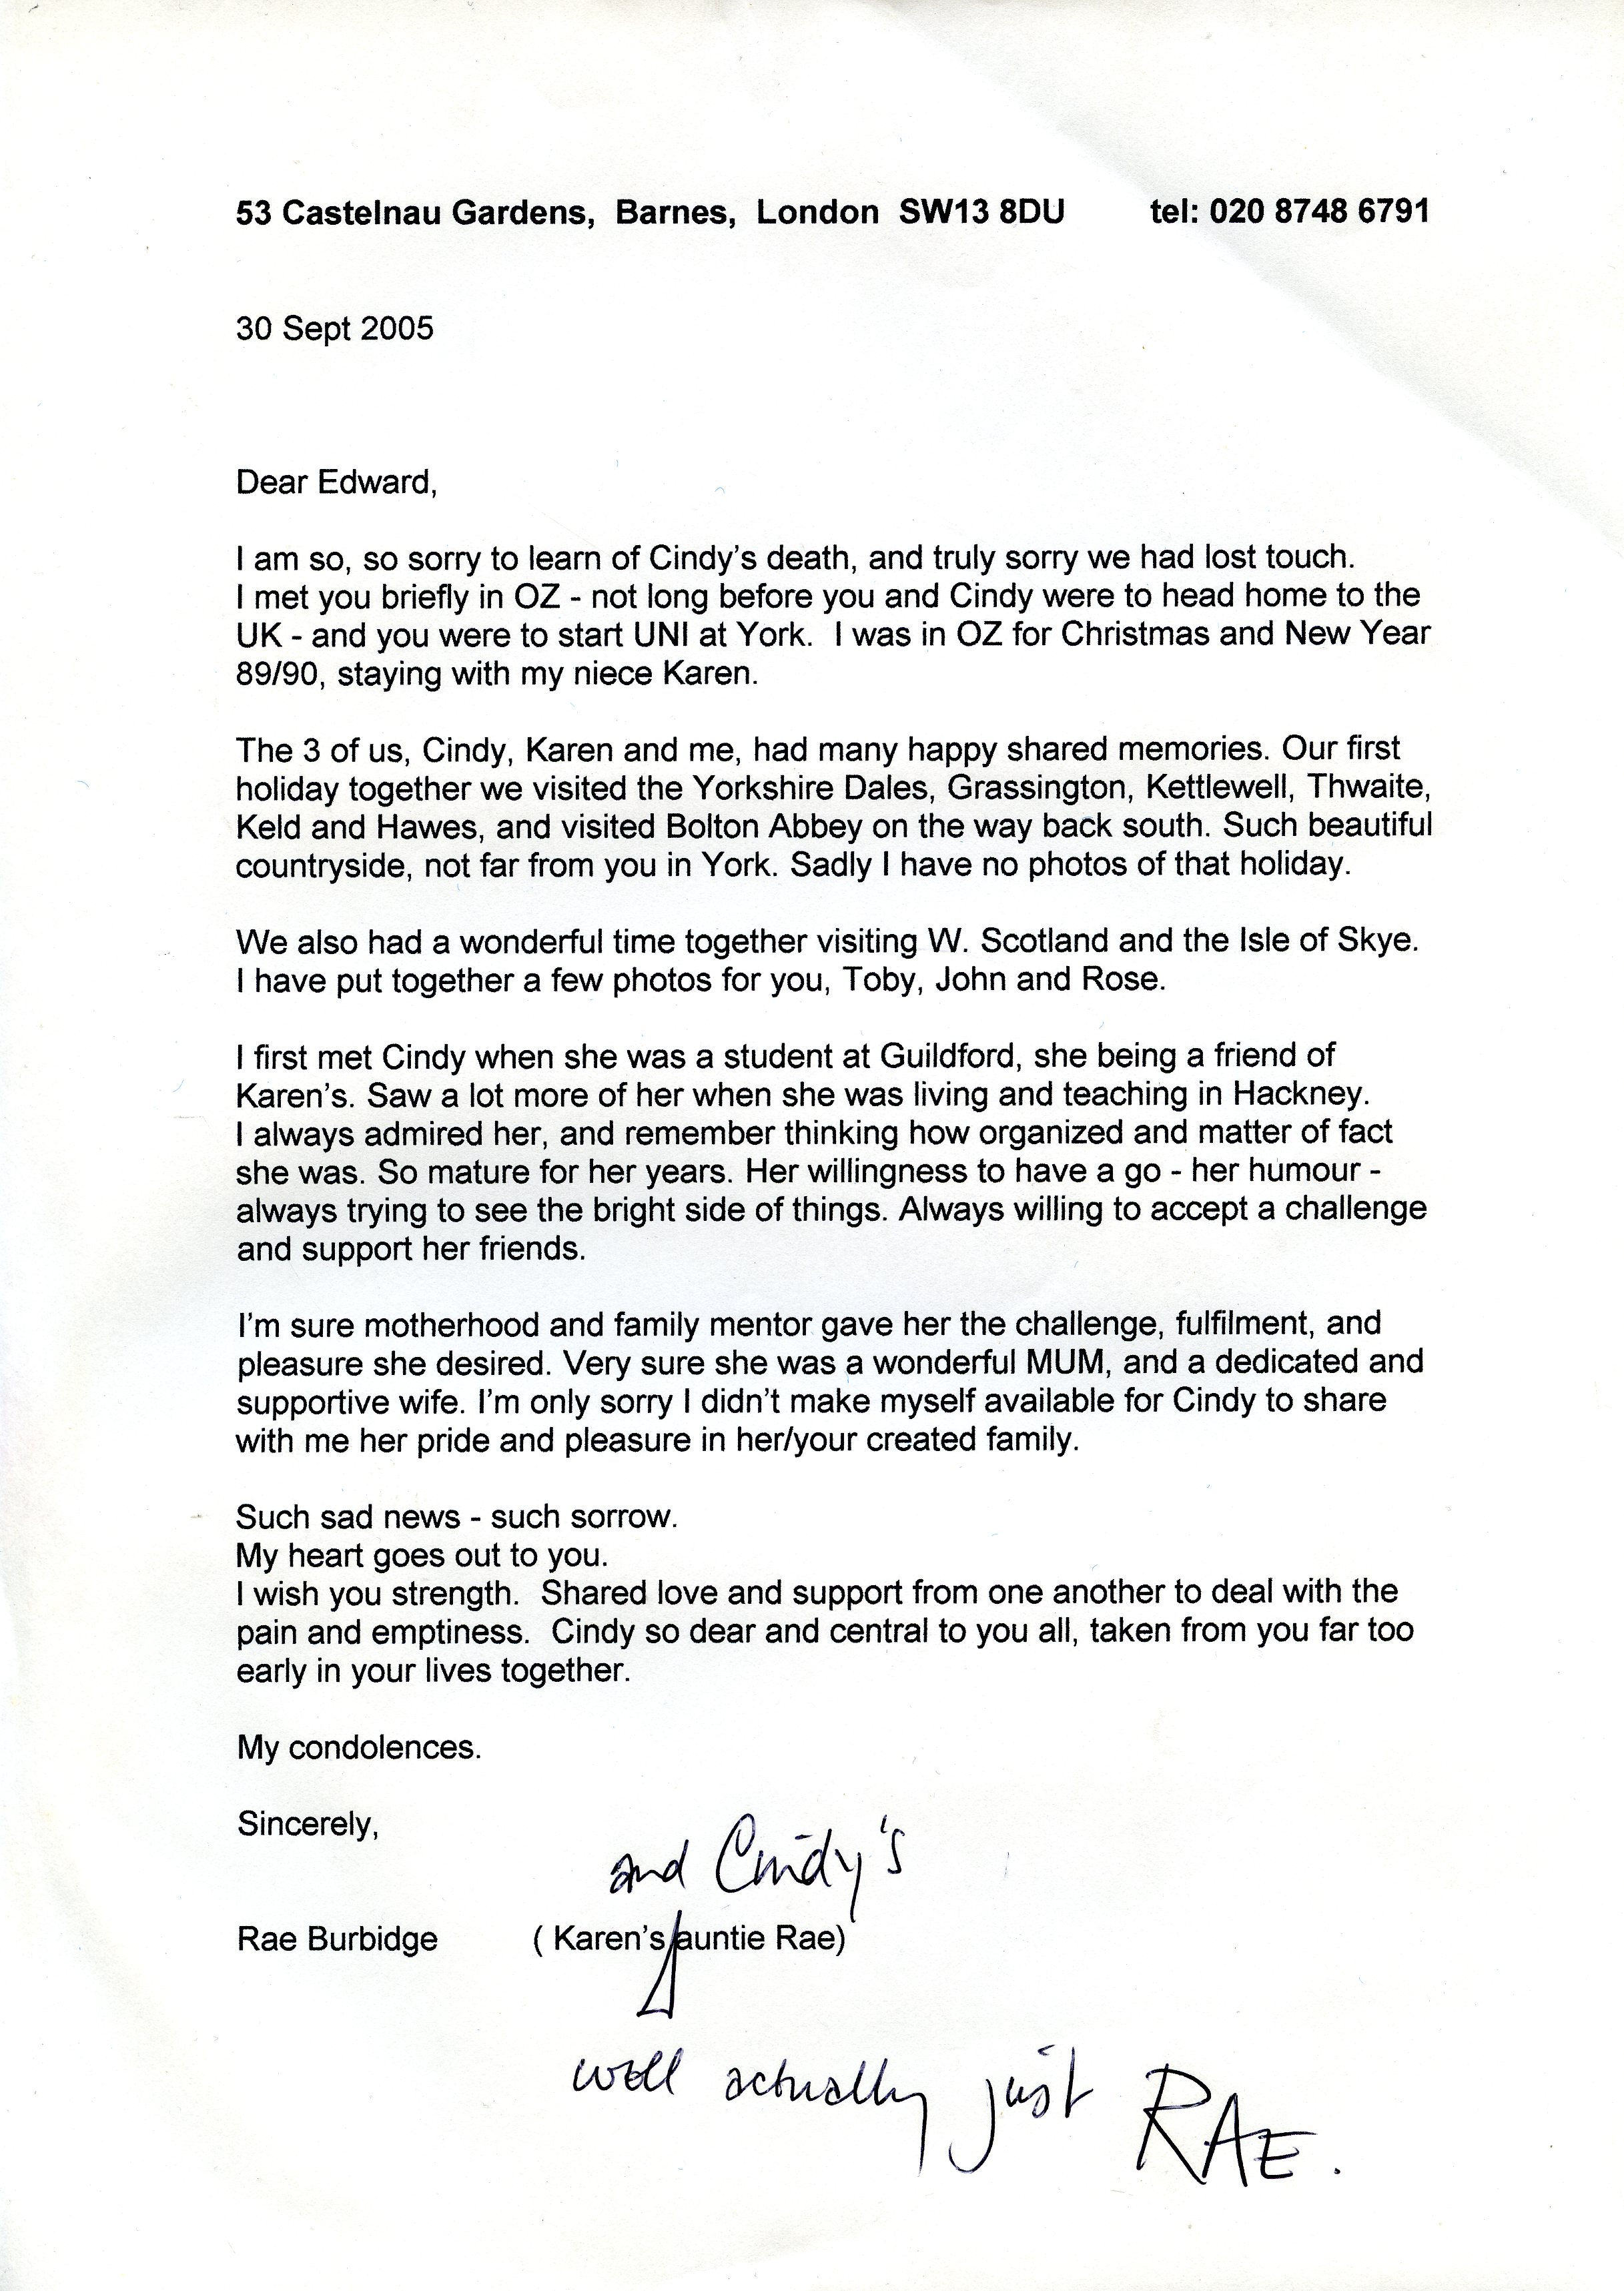 53 Castelnau Gardens, Barnes, London SW13 8DU tel: 020 8748 6791
30 Sept 2005
Dear Edward,
I am so, so sorry to learn of Cindy's death, and truly sorry we had lost touch.
I met you briefly in OZ - not long before you and Cindy were to head home to the
UK - and you were to start UNI at York. I was in OZ for Christmas and New Year
89/90, staying with my niece Karen.
The 3 of us, Cindy, Karen and me, had many happy shared memories. Our first
holiday together we visited the Yorkshire Dales, Grassington, Kettlewell, Thwaite,
Keld and Hawes, and visited Bolton Abbey on the way back south. Such beautiful
countryside, not far from you in York. Sadly I have no photos of that holiday.
We also had a wonderful time together visiting W. Scotland and the Isle of Skye.
I have put together a few photos for you, Toby, John and Rose.
I first met Cindy when she was a student at Guildford, she being a friend of
Karen's. Saw a lot more of her when she was living and teaching in Hackney.
I always admired her, and remember thinking how organized and matter of fact
she was. So mature for her years. Her willingness to have a go - her humour -
always trying to see the bright side of things. Always willing to accept a challenge
and support her friends.
I'm sure motherhood and family mentor gave her the challenge, fulfilment, and
pleasure she desired. Very sure she was a wonderful MUM, and a dedicated and
supportive wife. I'm only sorry I didn't make myself available for Cindy to share
with me her pride and pleasure in her/your created family.
Such sad news - such sorrow.
My heart goes out to you.
I wish you strength. Shared love and support from one another to deal with the
pain and emptiness. Cindy so dear and central to you all, taken from you far too
early in your lives together.
My condolences.
Sincerely,
and Cindy's
Rae Burbidge ( Karen's auntie Rae)
well actually just RAE.